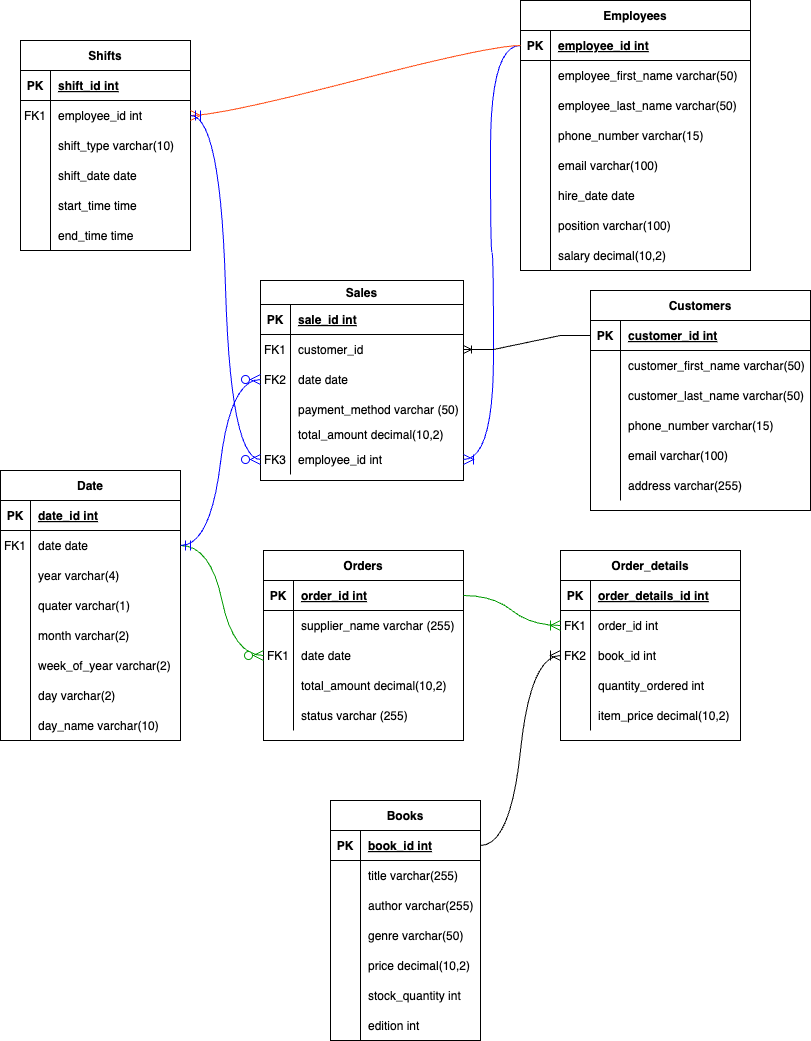 Shifts
PK shift_id int
FK1 employee_id int
shift_type varchar(10)
shift_date date
start_time time
end_time time
Employees
PK employee_id int
employee_first_name varchar(50)
employee_last_name varchar(50)
phone_number varchar(15)
email varchar(100)
hire_date date
position varchar(100)
salary decimal(10,2)
Sales
PK sale_id int
FK1 customer_id
FK2 date date
payment_method varchar (50)
total_amount decimal(10,2)
FK3 employee_id int
Customers
PK customer_id int
customer_first_name varchar(50)
customer_last_name varchar(50)
phone_number varchar(15)
email varchar(100)
address varchar(255)
Date
PK date_id int
FK1 date date
year varchar(4)
quater varchar(1)
month varchar(2)
week_of_year varchar(2)
day varchar(2)
day_name varchar(10)
Orders
PK order_id int
supplier_name varchar (255)
FK1 date date
total_amount decimal(10,2)
status varchar (255)
Order_details
PK order_details_id int
FK1 order_id int
FK2 book_id int
quantity_ordered int
item_price decimal(10,2)
Books
PK book_id int
title varchar(255)
author varchar(255)
genre varchar(50)
price decimal(10,2)
stock_quantity int
edition int